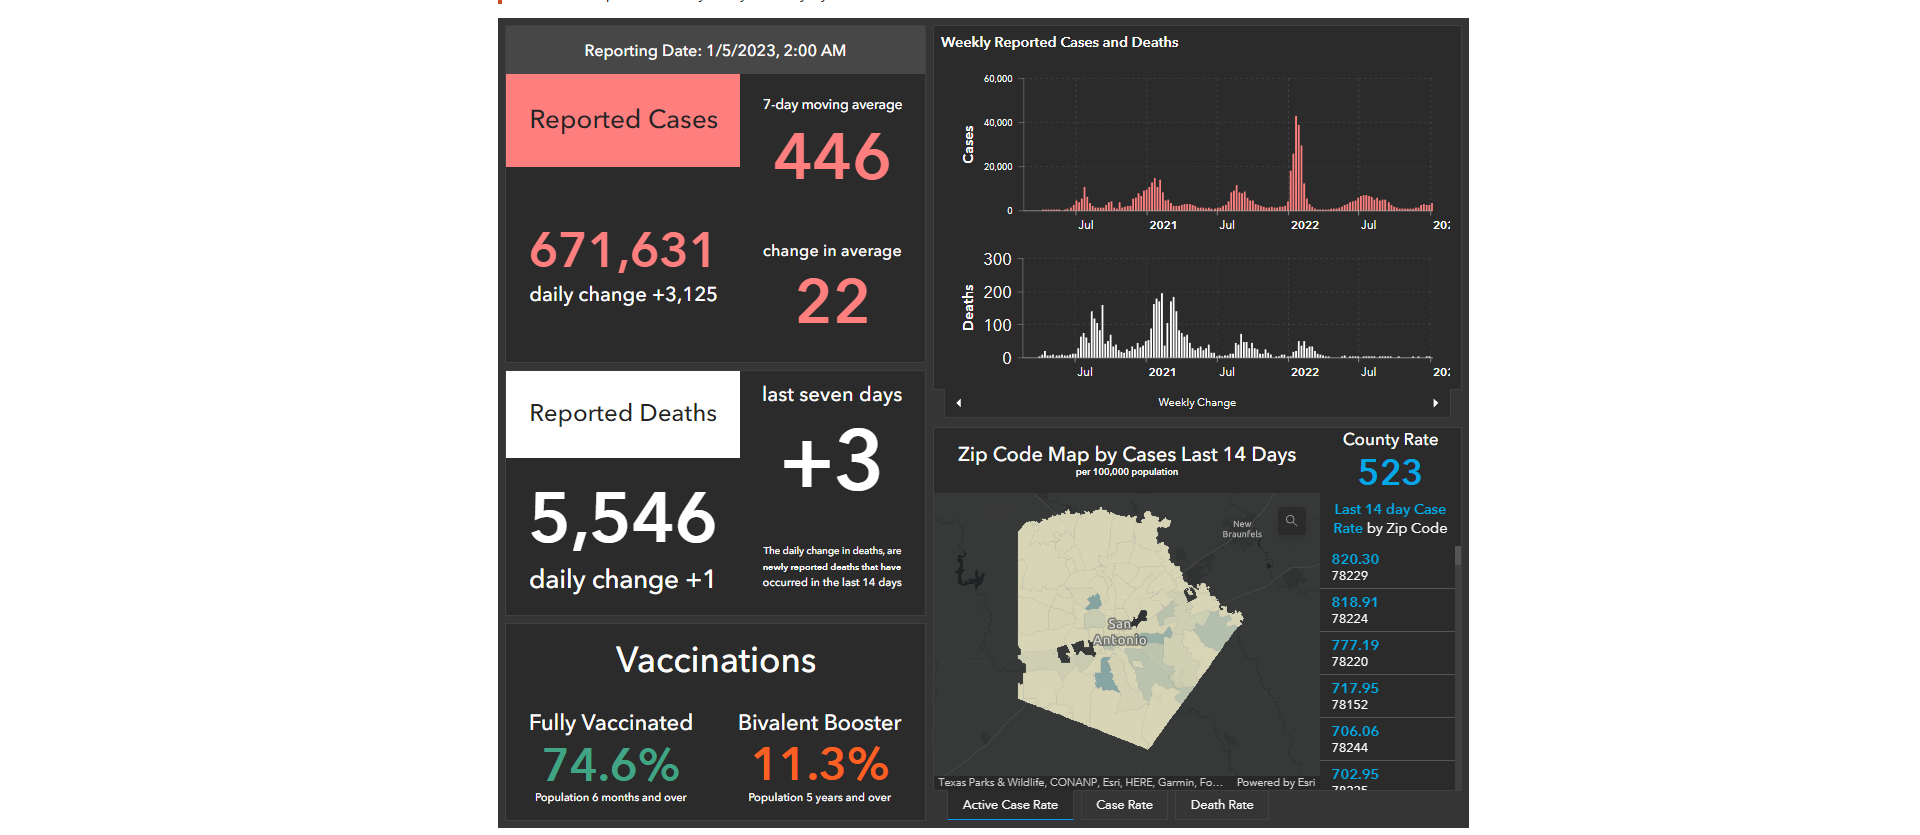 Reporting Date: 1/5/2023, 2:00 AM
Reported Cases
671,631
daily change +3,125
7-day moving average
446
change in average
22
Reported Deaths
5,546
daily change +1
last seven days
+3
The daily change in deaths, are
newly reported deaths that have
occurred in the last 14 days
Vaccinations
Fully Vaccinated
74.6%
Population 6 months and over
Bivalent Booster
11.3%
Population 5 years and over
Weekly Reported Cases and Deaths
Cases
60,000
40,000
20,000
0
Jul 2021 Jul 2022 Jul
Deaths
300
200
100
0
Jul 2021 Jul 2022 Jul
Weekly Change
Zip Code Map by Cases Last 14 Days
per 100,000 population
New
Braunfels
San
Antonio
Texas Parks & Wildlife, CONANP, Esri, HERE, Garmin, Fo... Powered by Esri
County Rate
523
Last 14 day Case
Rate by Zip Code
820.30
78229
818.91
78224
777.19
78220
717.95
78152
706.06
78244
702.95
Active Case Rate Case Rate Death Rate